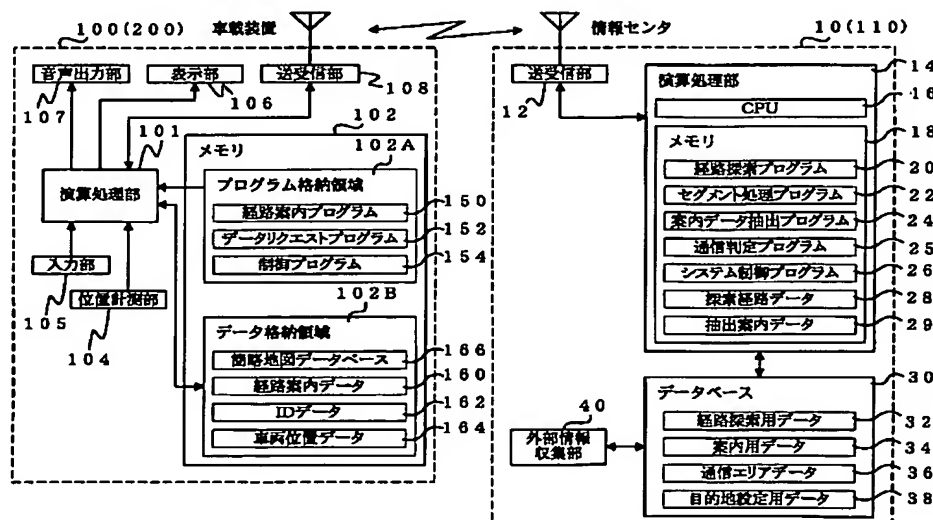 100(200)
車載装置
情報センタ
10(110)
音声出力部
表示部
送受信部
107
106
108
101
102
メモリ
102A
演算処理部
プログラム格納領域
経路案内プログラム
150
データリクエストプログラム
152
制御プログラム
154
入力部
105
位置計測部
104
102B
データ格納領域
簡略地図データベース
166
経路案内データ
160
IDデータ
162
車両位置データ
164
送受信部
12
演算処理部
14
CPU
16
メモリ
18
経路探索プログラム
20
セグメント処理プログラム
22
案内データ抽出プログラム
24
通信判定プログラム
25
システム制御プログラム
26
探索経路データ
28
抽出案内データ
29
データベース
30
40
外部情報
収集部
経路探索用データ
32
案内用データ
34
通信エリアデータ
36
目的地設定用データ
38